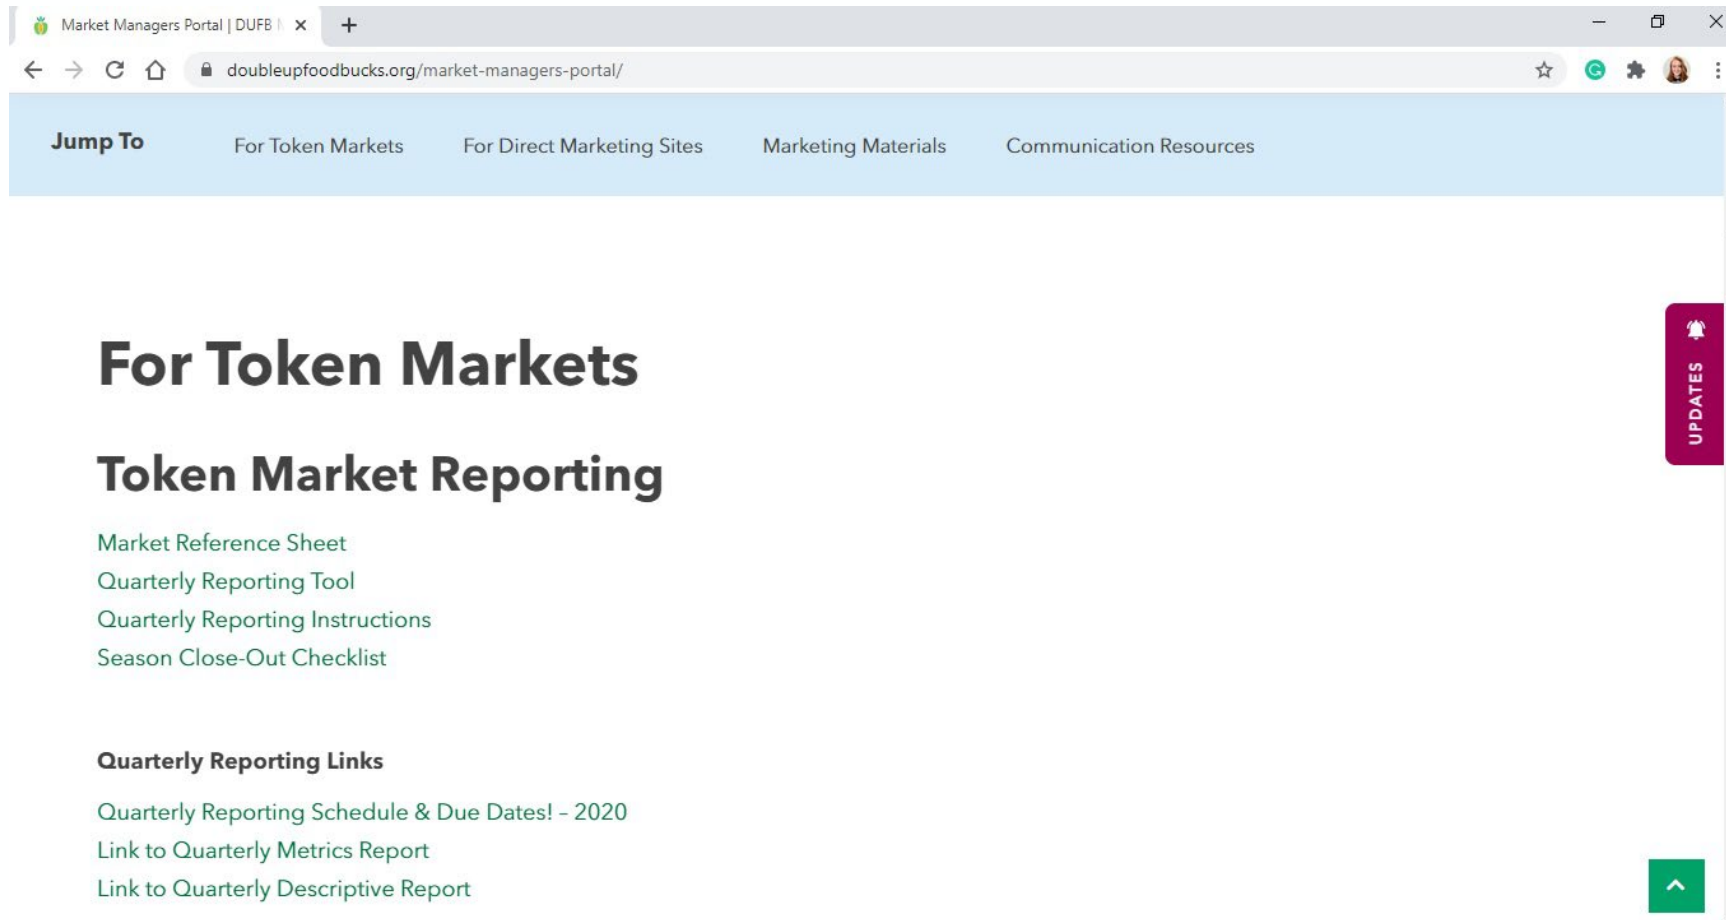 Market Managers Portal | DUFB
doubleupfoodbucks.org/market-managers-portal/
Jump To For Token Markets For Direct Marketing Sites Marketing Materials Communication Resources
For Token Markets
UPDATES
Token Market Reporting
Market Reference Sheet
Quarterly Reporting Tool
Quarterly Reporting Instructions
Season Close-Out Checklist
Quarterly Reporting Links
Quarterly Reporting Schedule & Due Dates! – 2020
Link to Quarterly Metrics Report
Link to Quarterly Descriptive Report